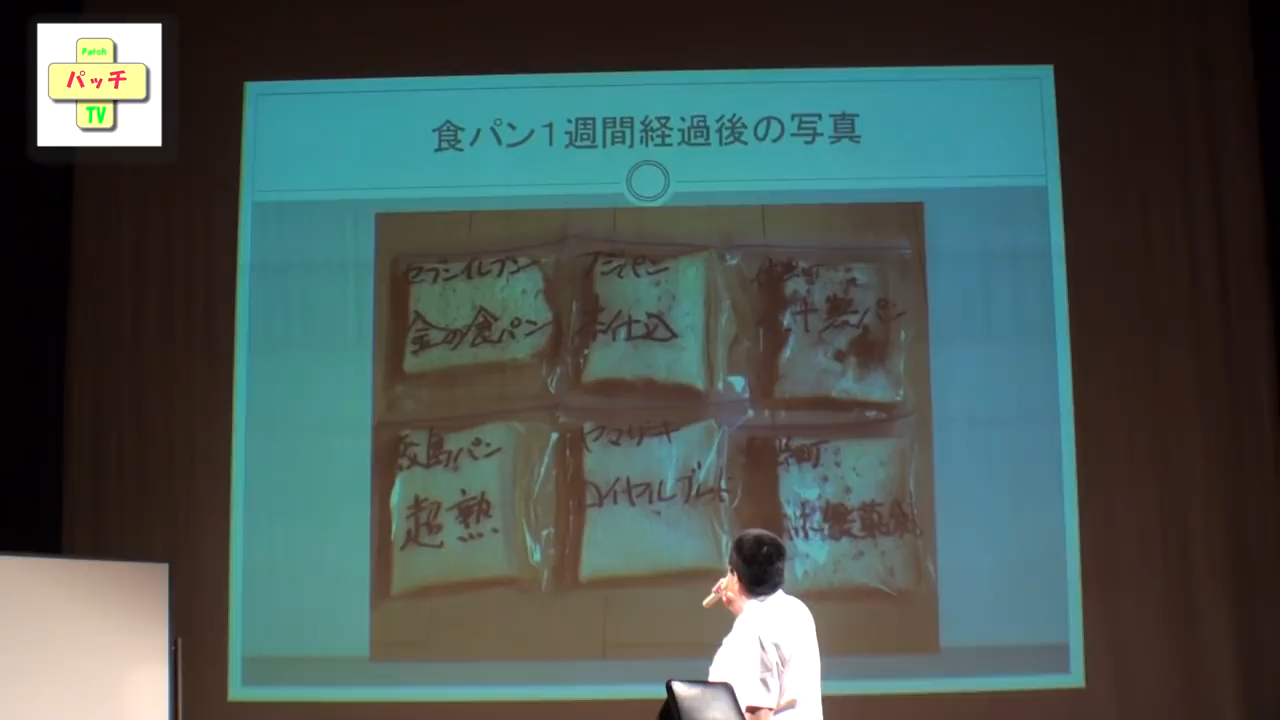 Patch
パッチ
TV
食パン1週間経過後の写真
セブンイレブン
金の食パン
フジパン
本仕込
パン
敷島パン
超熟
ヤマザキ
ロイヤルブレッド